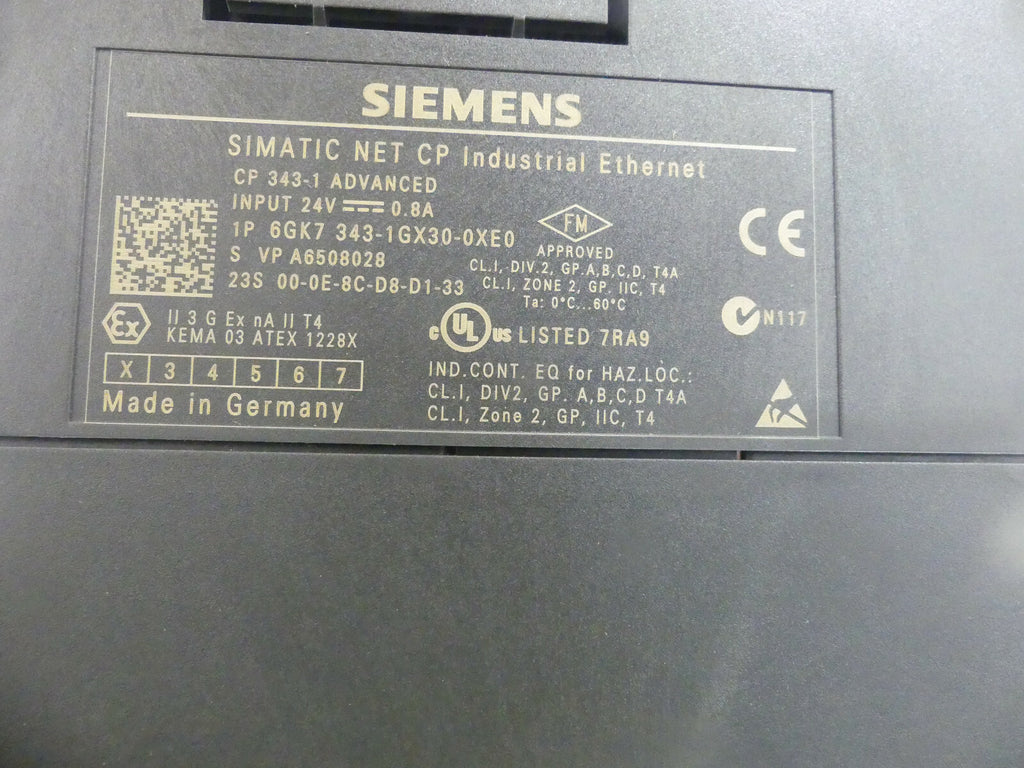 SIEMENS
SIMATIC NET CP Industrial Ethernet
CP 343-1 ADVANCED
INPUT 24V 0.8A
1P 6GK7 343-1GX30-0XE0
S VP A6508028
23S 00-0E-8C-D8-D1-33
FM
APPROVED
CL.I, DIV.2, GP. A,B,C,D, T4A
CL.I, ZONE 2, GP. IIC, T4
Ta: 0°C...60°C
CE
N117
Ex
II 3 G Ex nA II T4
KEMA 03 ATEX 1228X
c UL us LISTED 7RA9
X 3 4 5 6 7
Made in Germany
IND.CONT. EQ for HAZ.LOC.:
CL.I, DIV2, GP. A,B,C,D T4A
CL.I, Zone 2, GP, IIC, T4